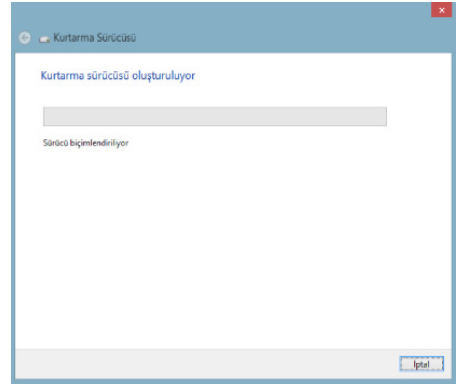 Kurtarma Sürücüsü
Kurtarma sürücüsü oluşturuluyor
Sürücü biçimlendiriliyor
İptal